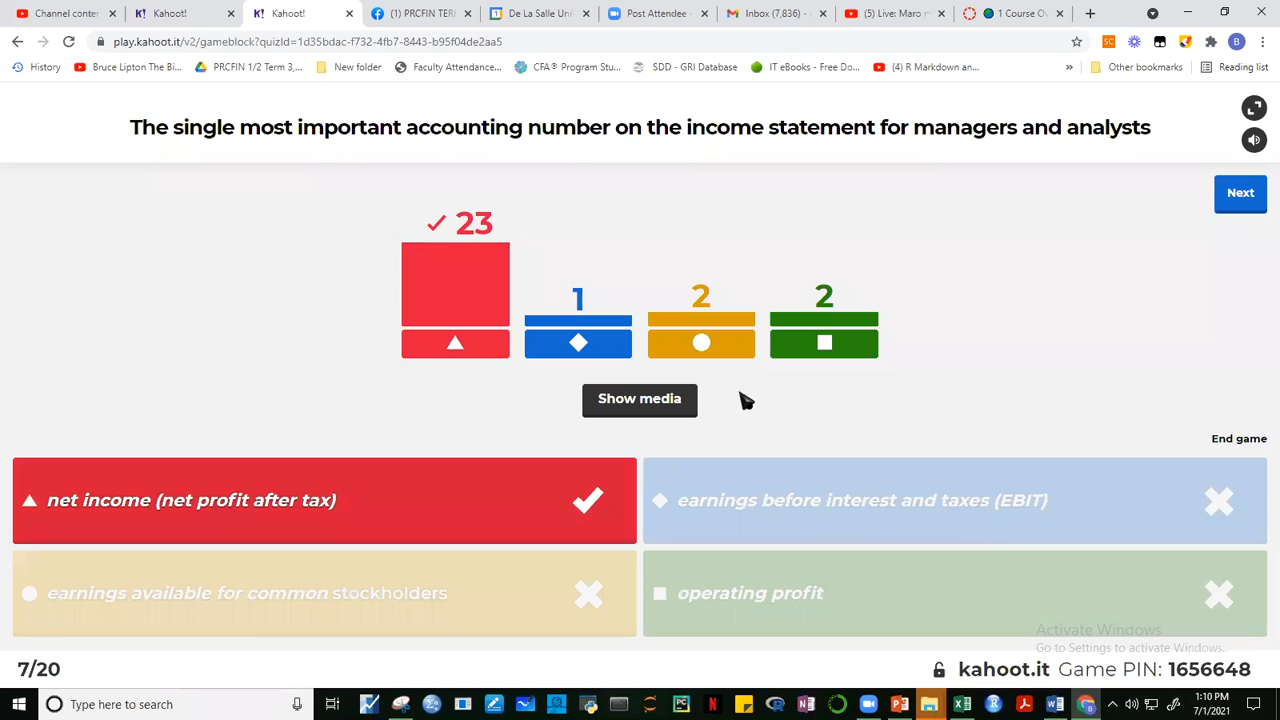 Channel conter
Kahoot!
Kahoot!
(1) PRCFIN TER
De La Salle Uni
Post Attendee -
Inbox (7,836) -
(5) Live: Maro m
1 Course Ov
play.kahoot.it/v2/gameblock?quizId=1d35bdac-f732-4fb7-8443-b95f04de2aa5
History
Bruce Lipton The Bi...
PRCFIN 1/2 Term 3,...
New folder
Faculty Attendance...
CFA® Program Stu...
SDD - GRI Database
IT eBooks - Free Do...
(4) R Markdown an...
Other bookmarks
Reading list
The single most important accounting number on the income statement for managers and analysts
Next
23
1
2
2
Show media
End game
net income (net profit after tax)
earnings before interest and taxes (EBIT)
earnings available for common stockholders
operating profit
Activate Windows
Go to Settings to activate Windows.
7/20
kahoot.it Game PIN: 1656648
Type here to search
1:10 PM
7/1/2021